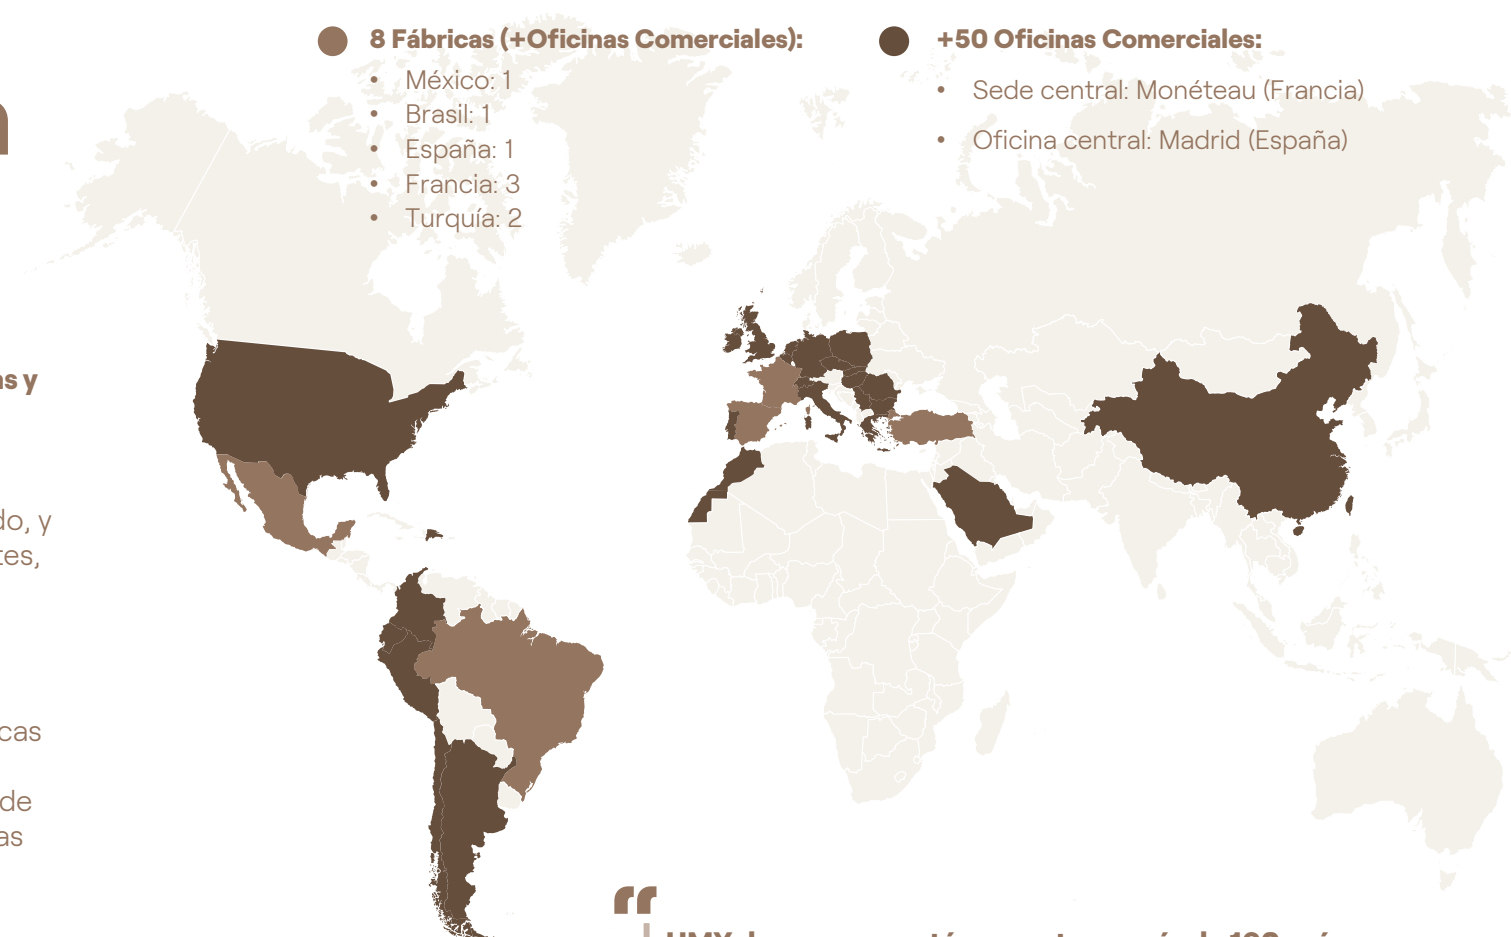 8 Fábricas (+Oficinas Comerciales):
• México: 1
• Brasil: 1
• España: 1
• Francia: 3
• Turquía: 2
+50 Oficinas Comerciales:
• Sede central: Monéteau (Francia)
• Oficina central: Madrid (España)
y
y
de
“